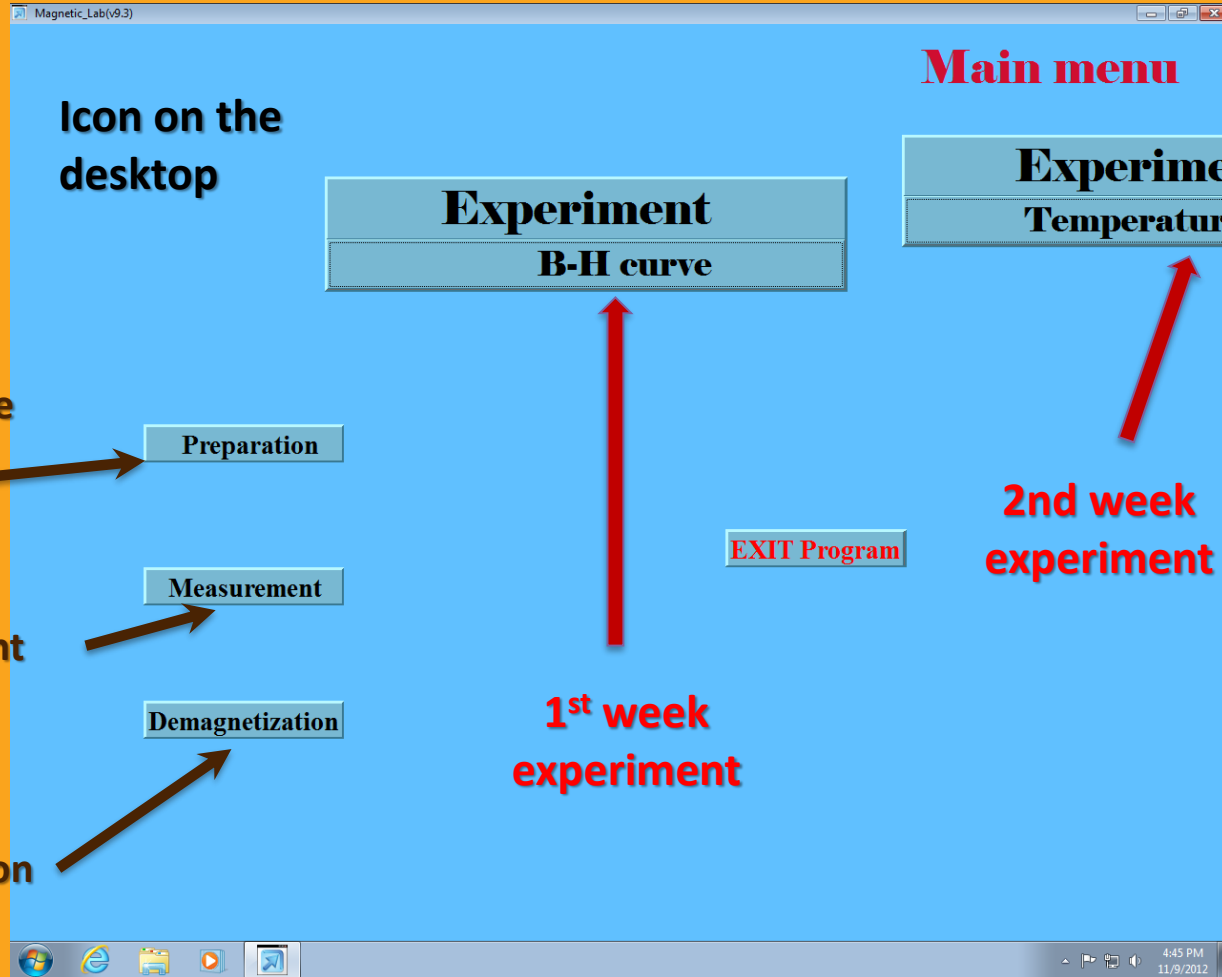 Magnetic_Lab(v9.3)
Main menu
Icon on the
desktop
Experiment
B-H curve
Preparation
Measurement
Demagnetization
EXIT Program
2nd week
experiment
1st week
experiment
4:45 PM
11/9/2012